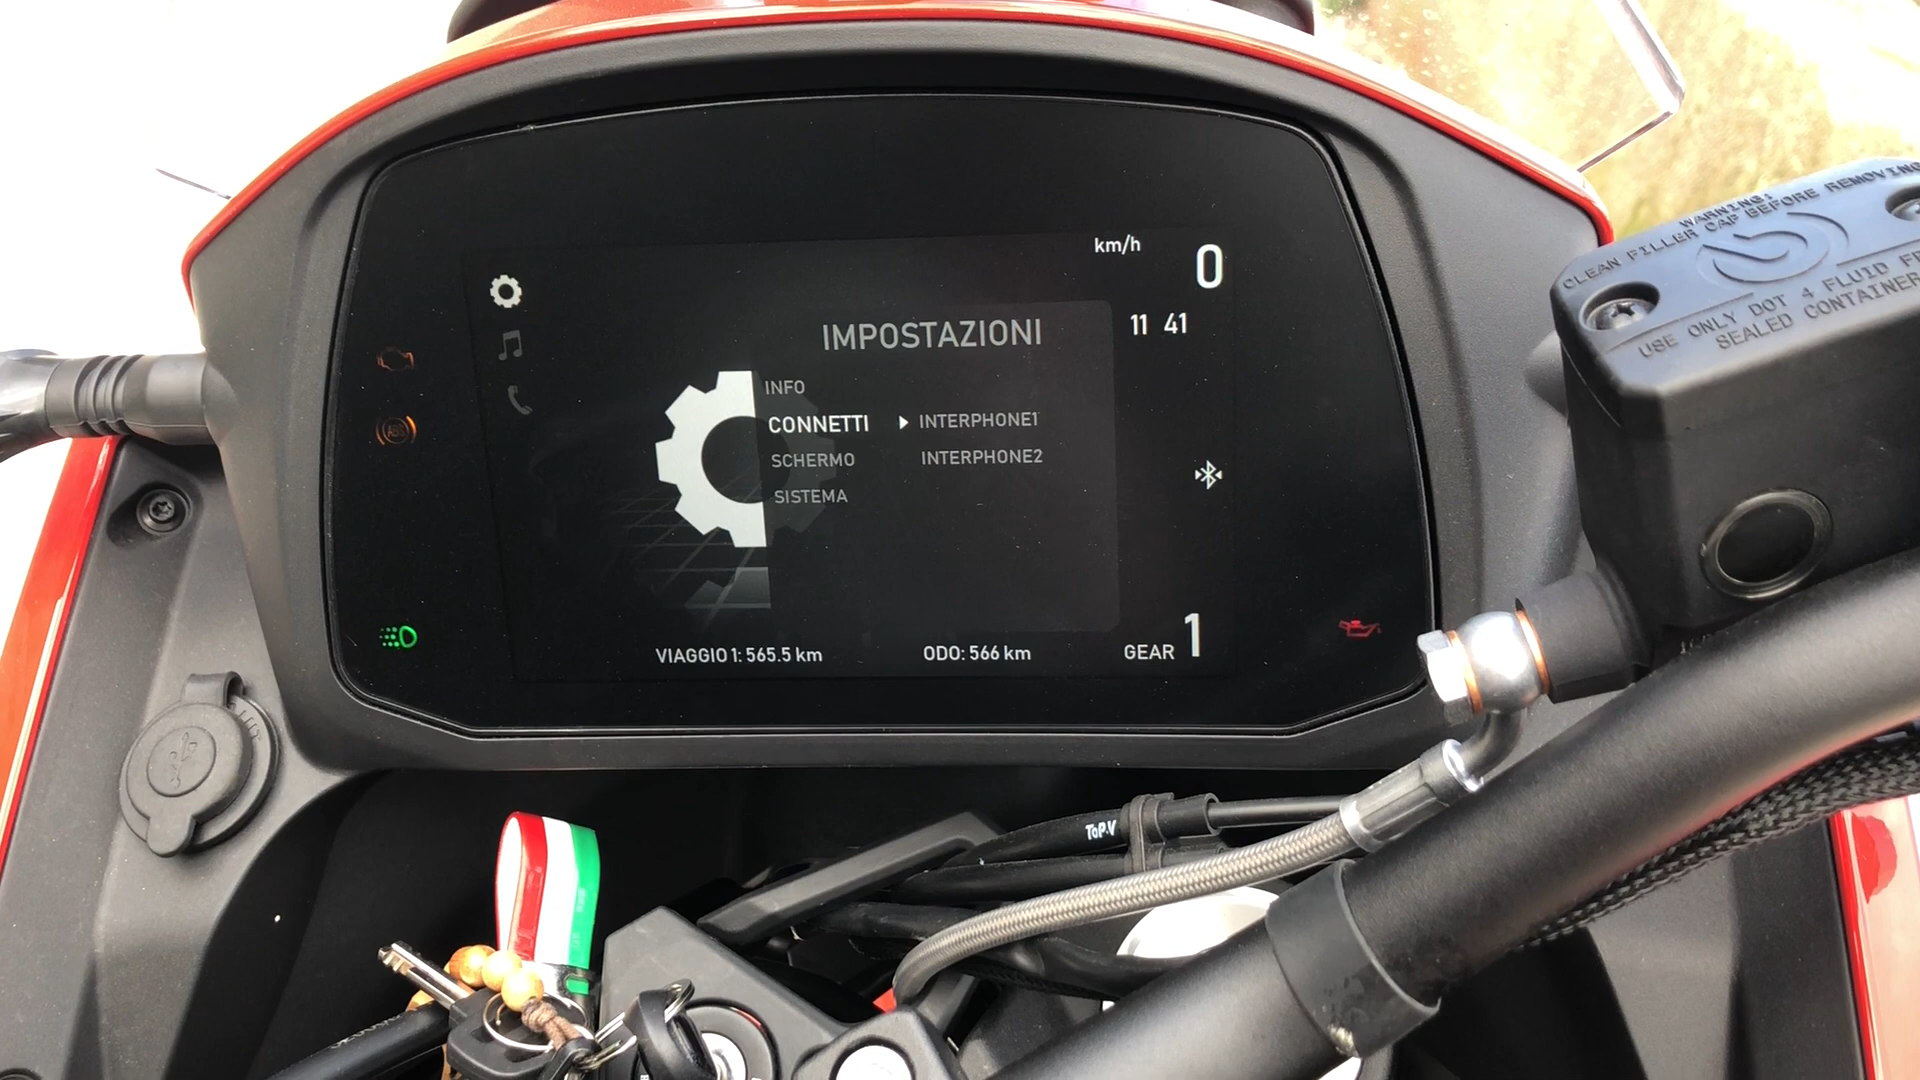 km/h
0
11 41
IMPOSTAZIONI
INFO
CONNETTI
INTERPHONE1
SCHERMO
INTERPHONE2
SISTEMA
ABS
VIAGGIO 1: 565.5 km
ODO: 566 km
GEAR 1
WARNING!
CLEAN FILLER CAP BEFORE REMOVING
USE ONLY DOT 4 FLUID
SEALED CONTAINER
ToP.V